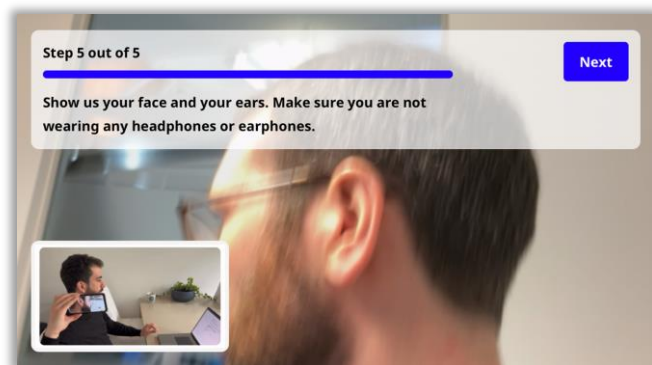 Step 5 out of 5
Next
Show us your face and your ears. Make sure you are not
wearing any headphones or earphones.